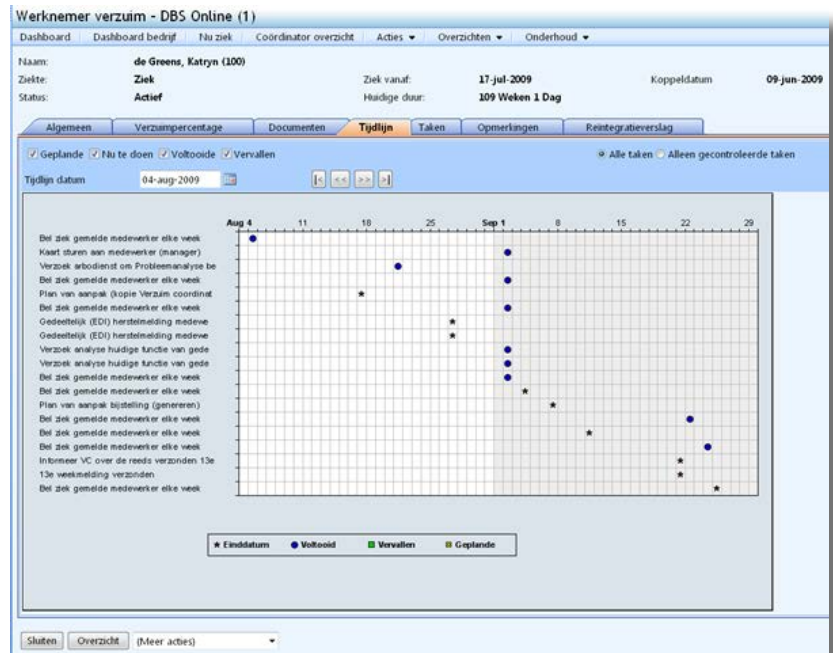 Werknemer verzuim - DBS Online (1)
Dashboard Dashboard bedrijf Nu ziek Coördinator overzicht Acties Overzichten Onderhoud
Naam: de Greens, Katryn (100)
Ziekte: Ziek Ziek vanaf: 17-jul-2009 Koppeldatum 09-jun-2009
Status: Actief Huidige duur: 109 Weken 1 Dag
Algemeen Verzuimpercentage Documenten Tijdlijn Taken Opmerkingen Reintegratieverslag
Geplande Nu te doen Voltooide Vervallen Alle taken Alleen gecontroleerde taken
Tijdlijn datum 04-aug-2009 |< << >> >|
Aug 4 11 18 25 Sep 1 8 15 22 29
Bel ziek gemelde medewerker elke week
Kaart sturen aan medewerker (manager)
Verzoek arbodienst om Probleemanalyse be
Bel ziek gemelde medewerker elke week
Plan van aanpak (kopie Verzuim coordinat
Bel ziek gemelde medewerker elke week
Gedeeltelijk (EDI) herstelmelding medewe
Gedeeltelijk (EDI) herstelmelding medewe
Verzoek analyse huidige functie van gede
Verzoek analyse huidige functie van gede
Bel ziek gemelde medewerker elke week
Bel ziek gemelde medewerker elke week
Plan van aanpak bijstelling (genereren)
Bel ziek gemelde medewerker elke week
Bel ziek gemelde medewerker elke week
Bel ziek gemelde medewerker elke week
Informeer VC over de reeds verzonden 13e
13e weekmelding verzonden
Bel ziek gemelde medewerker elke week
Einddatum Voltooid Vervallen Geplande
Sluiten Overzicht (Meer acties)